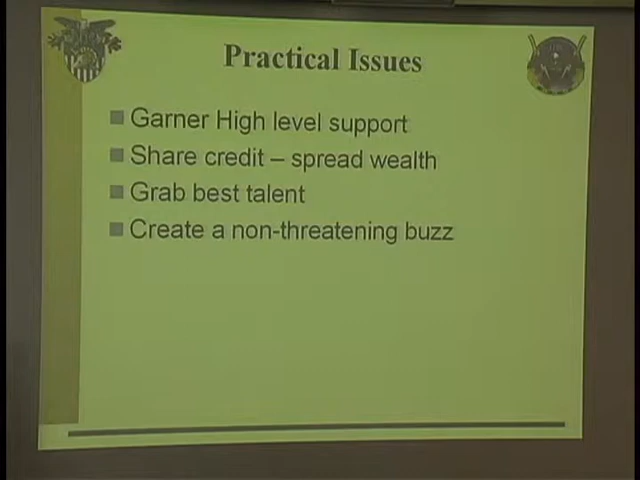 Practical Issues
Garner High level support
Share credit – spread wealth
Grab best talent
Create a non-threatening buzz